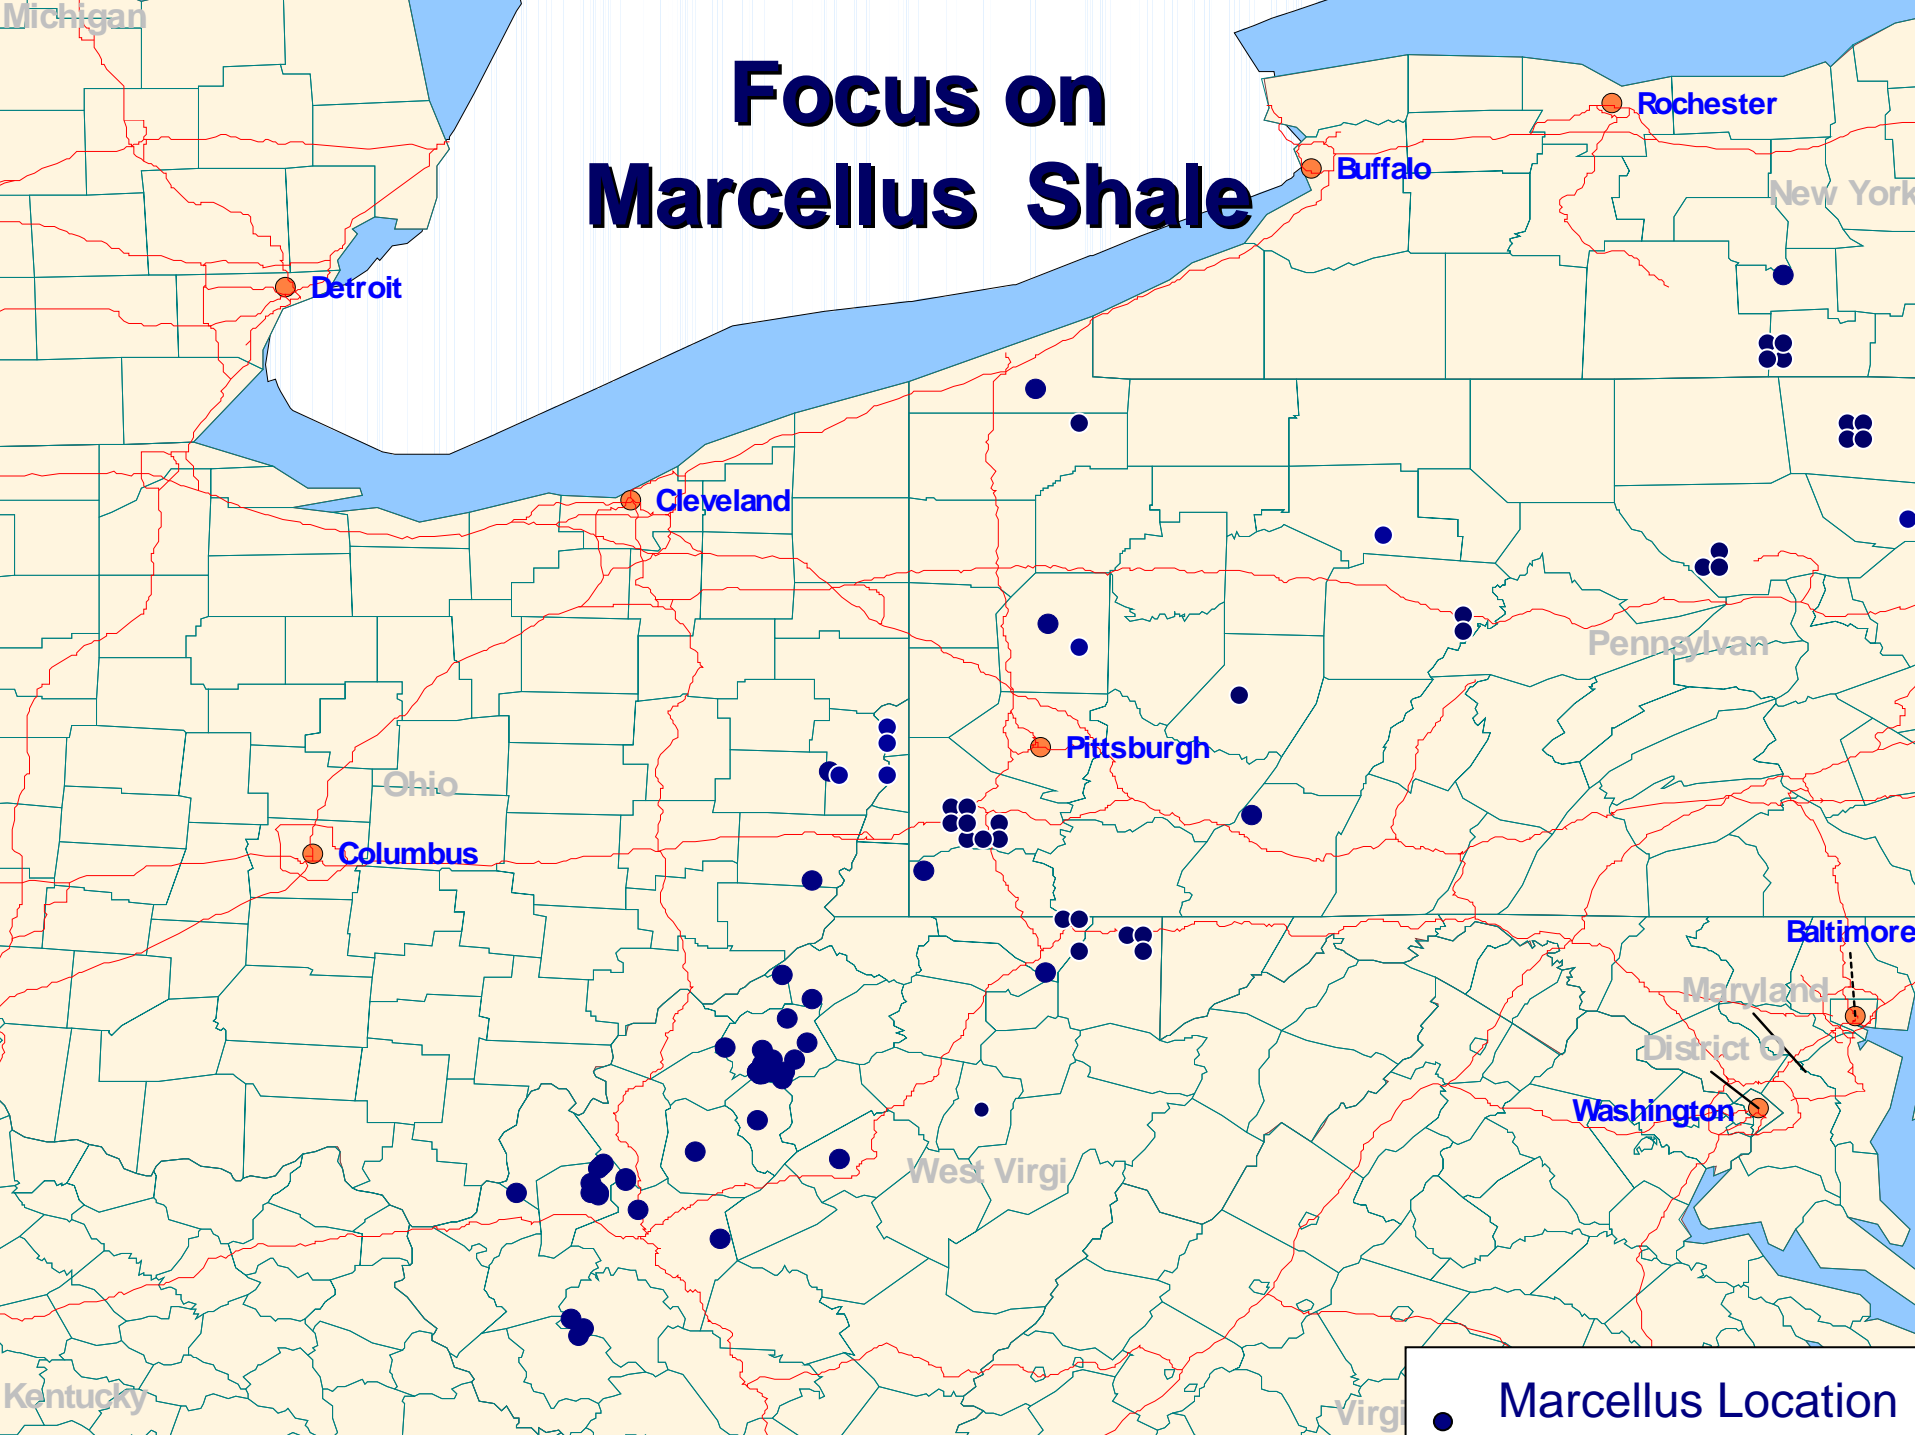 Michigan
Focus on
Marcellus Shale
Rochester
Buffalo
New York
Detroit
Cleveland
Pennsylvan
Pittsburgh
Ohio
Columbus
Baltimore
Maryland
District O
Washington
West Virgi
Kentucky
Virgi
Marcellus Location